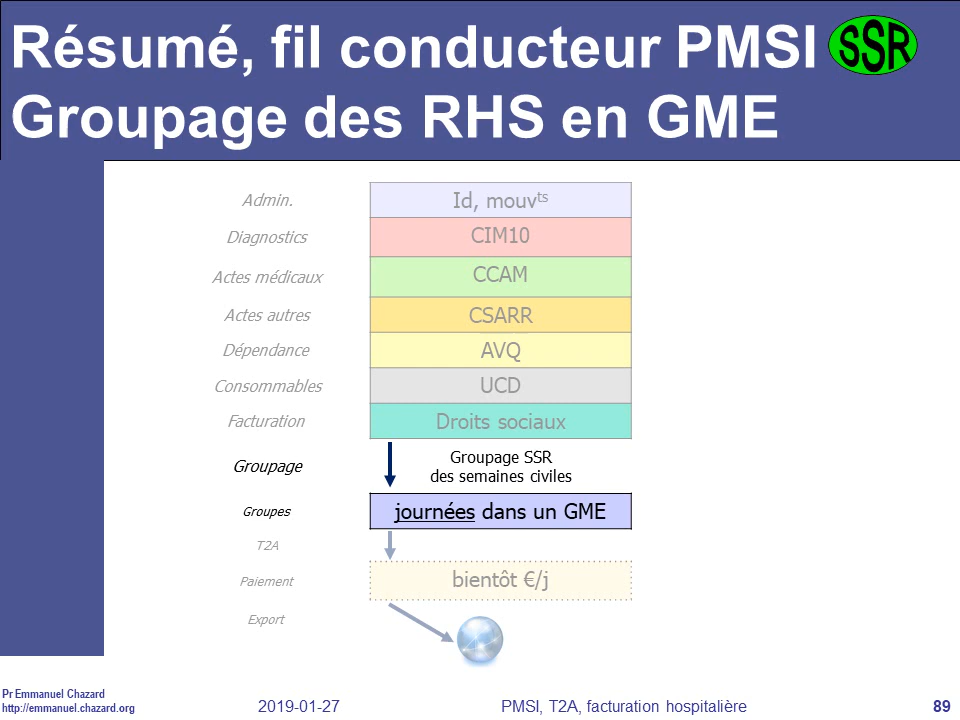 Résumé, fil conducteur PMSI SSR
Groupage des RHS en GME
Admin. Id, mouvts
Diagnostics CIM10
Actes médicaux CCAM
Actes autres CSARR
Dépendance AVQ
Consommables UCD
Facturation Droits sociaux
Groupage Groupage SSR
des semaines civiles
Groupes journées dans un GME
T2A
Paiement bientôt €/j
Export
Pr Emmanuel Chazard
http://emmanuel.chazard.org
2019-01-27 PMSI, T2A, facturation hospitalière 89